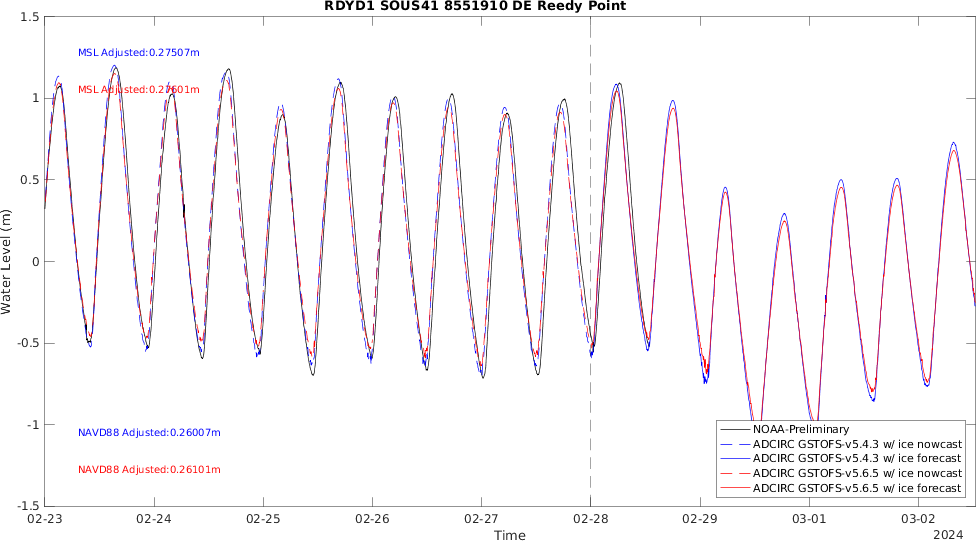 RDYD1 SOUS41 8551910 DE Reedy Point
1.5
1
0.5
0
-0.5
-1
-1.5
Water Level (m)
MSL Adjusted:0.27507m
MSL Adjusted:0.27601m
NAVD88 Adjusted:0.26007m
NAVD88 Adjusted:0.26101m
NOAA-Preliminary
ADCIRC GSTOFS-v5.4.3 w/ ice nowcast
ADCIRC GSTOFS-v5.4.3 w/ ice forecast
ADCIRC GSTOFS-v5.6.5 w/ ice nowcast
ADCIRC GSTOFS-v5.6.5 w/ ice forecast
02-23 02-24 02-25 02-26 02-27 02-28 02-29 03-01 03-02
Time
2024